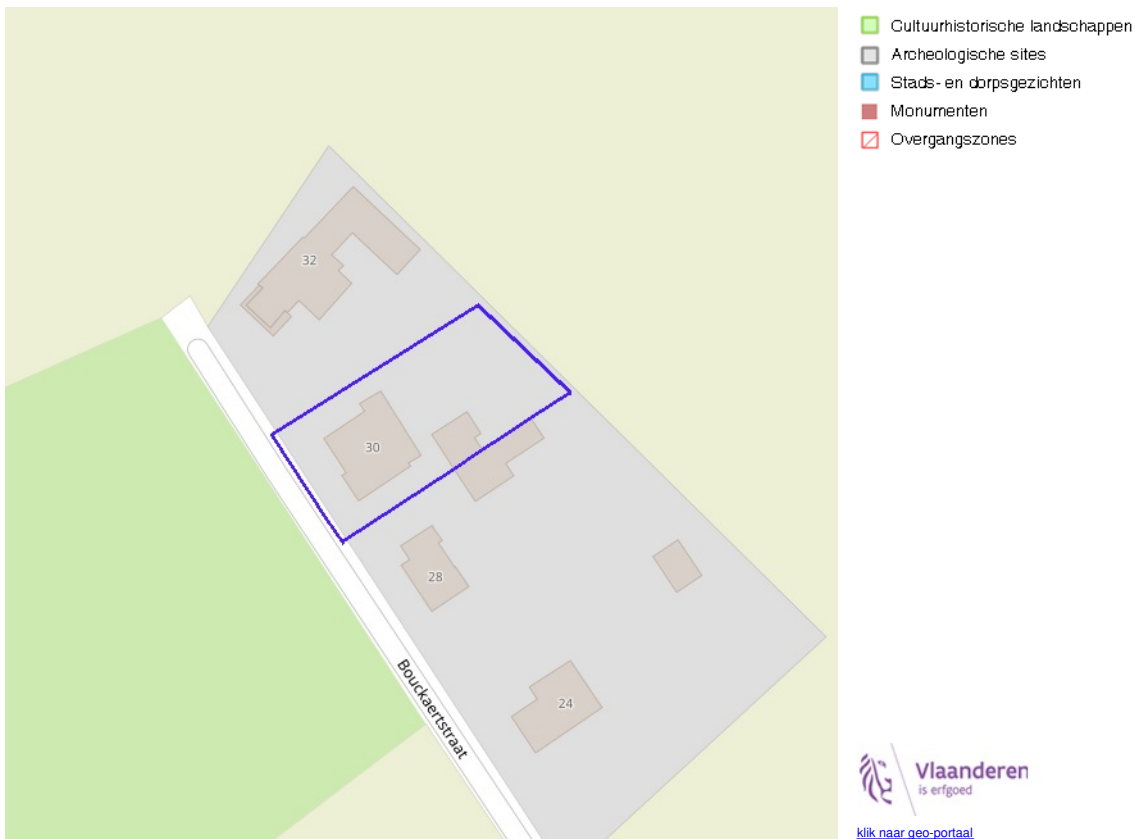 Cultuurhistorische landschappen
Archeologische sites
Stads- en dorpsgezichten
Monumenten
Overgangszones
32
30
28
24
Bouckaertstraat
Vlaanderen
is erfgoed
klik naar geo-portaal